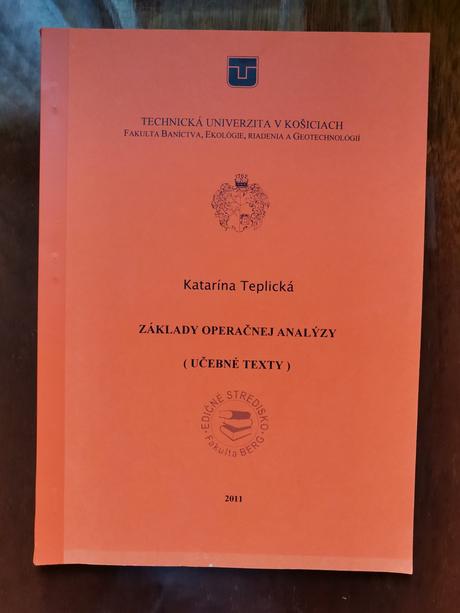 TECHNICKÁ UNIVERZITA V KOŠICIACH
FAKULTA BANÍCTVA, EKOLÓGIE, RIADENIA A GEOTECHNOLÓGIÍ
Katarína Teplická
ZÁKLADY OPERAČNEJ ANALÝZY
( UČEBNÉ TEXTY )
EDIČNÉ STREDISKO
Fakulta BERG
2011